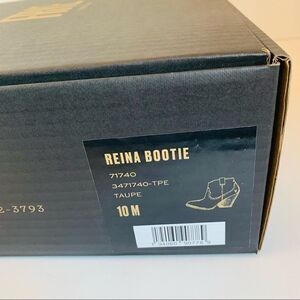 REINA BOOTIE
71740
3471740-TPE
TAUPE
10 M
2-3793